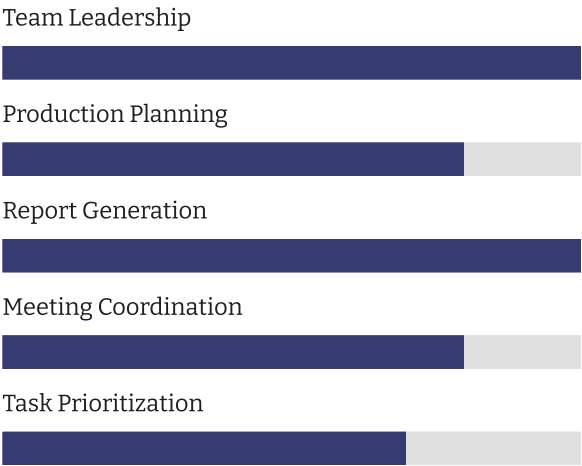 Team Leadership
Production Planning
Report Generation
Meeting Coordination
Task Prioritization